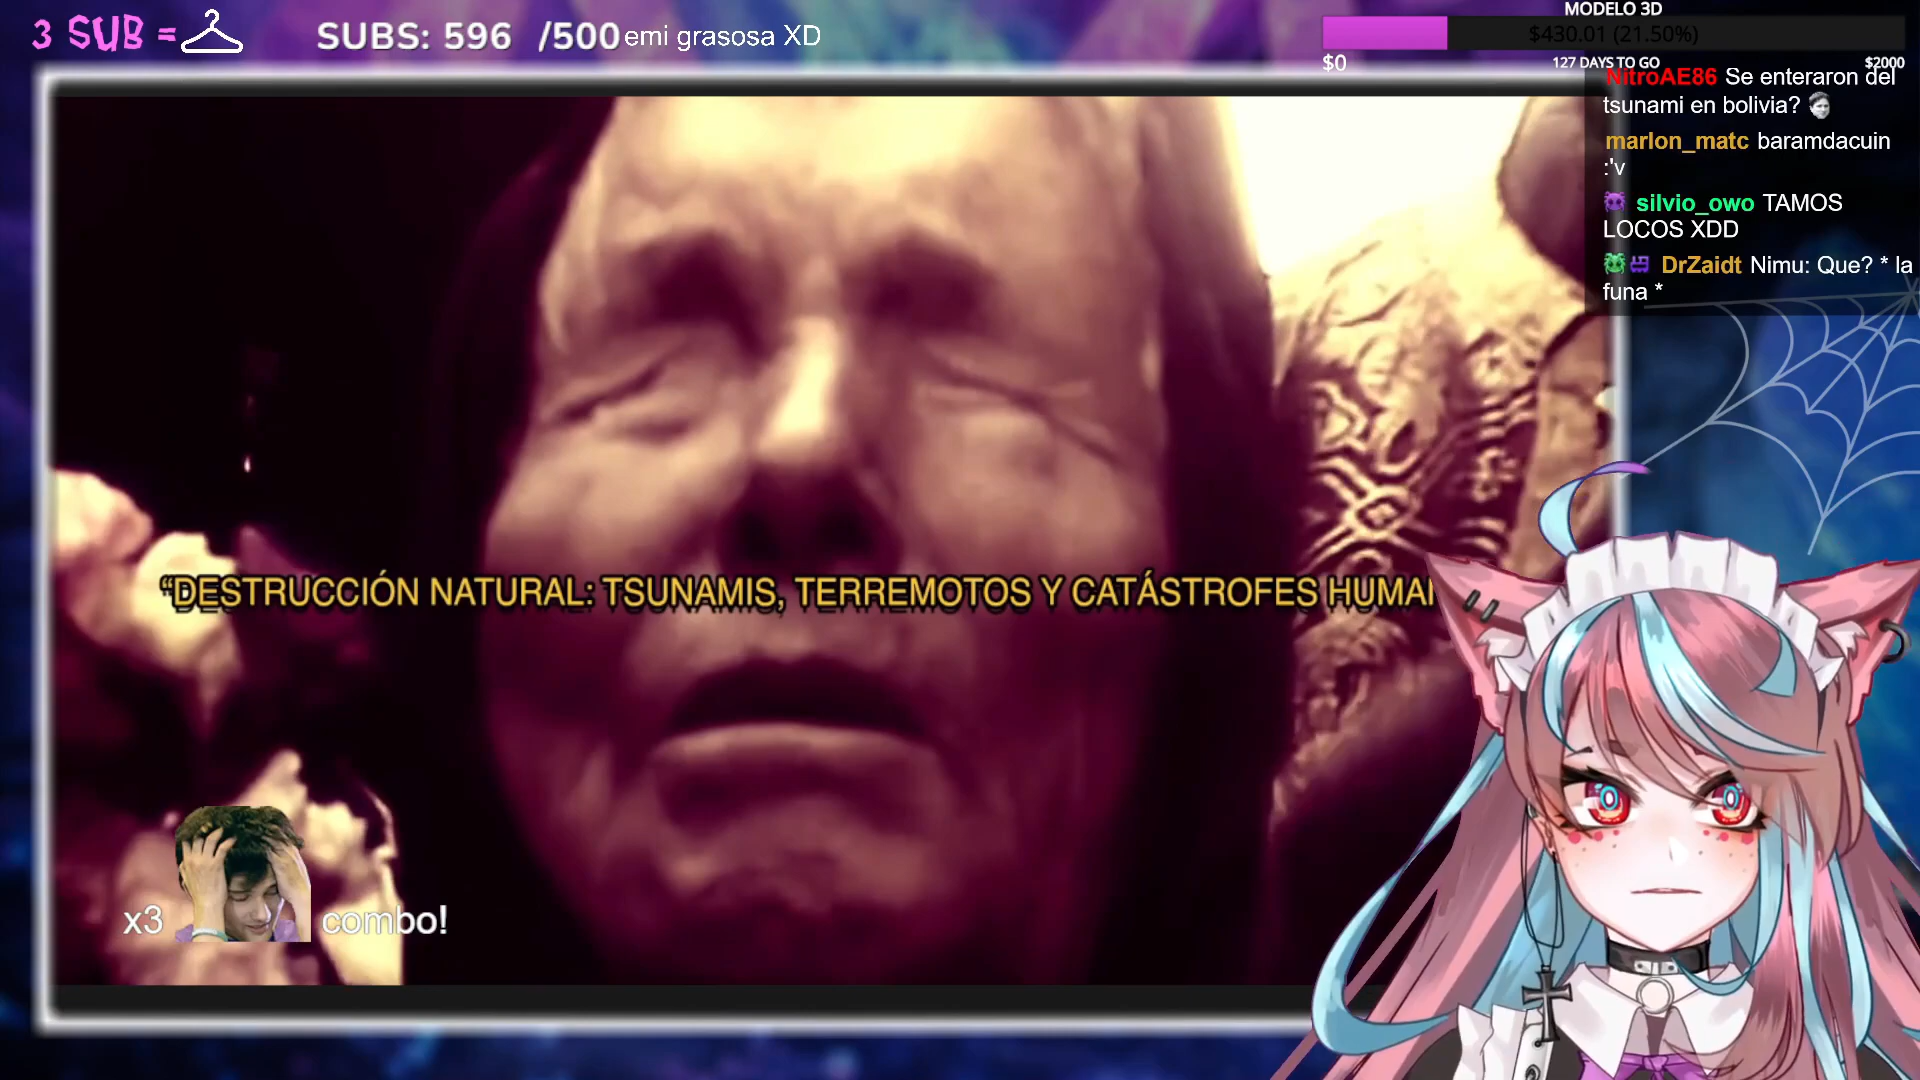 3 SUB =
SUBS: 596 /500 emi grasosa XD
MODELO 3D
$430.01 (21.50%)
$0
127 DAYS TO GO
$2000
NitroAE86 Se enteraron del
tsunami en bolivia?
marlon_matc baramdacuin
:'v
silvio_owo TAMOS
LOCOS XDD
DrZaidt Nimu: Que? * la
funa *
“DESTRUCCIÓN NATURAL: TSUNAMIS, TERREMOTOS Y CATÁSTROFES HUMA
x3 combo!